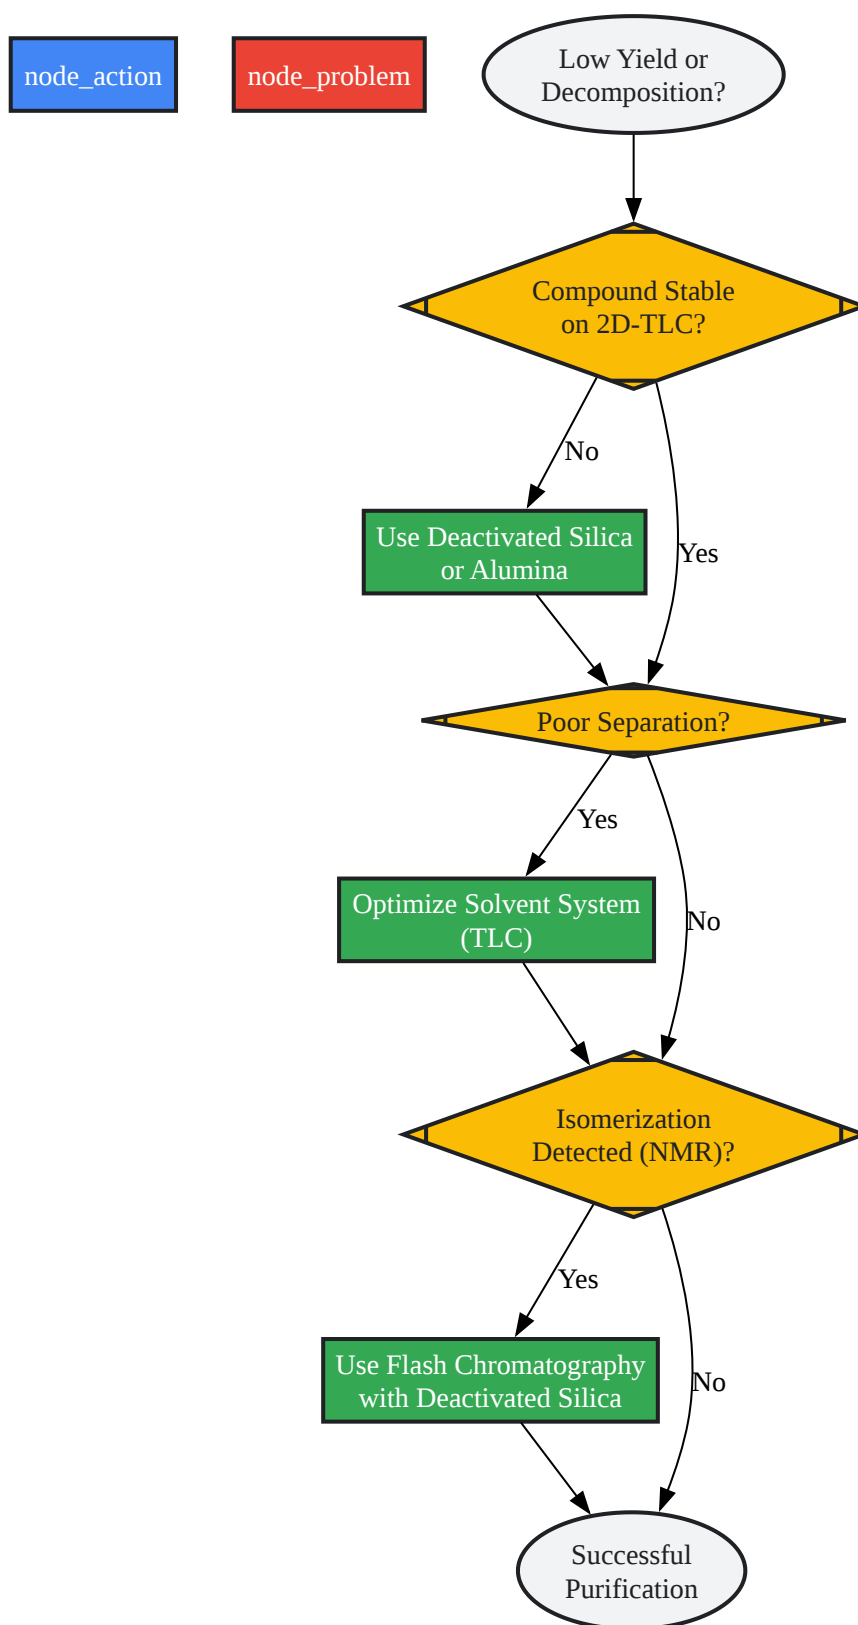 node_action
node_problem
Low Yield or
Decomposition?
Compound Stable
on 2D-TLC?
No
Use Deactivated Silica
or Alumina
Yes
Poor Separation?
Yes
Optimize Solvent System
(TLC)
No
Isomerization
Detected (NMR)?
Yes
Use Flash Chromatography
with Deactivated Silica
No
Successful
Purification